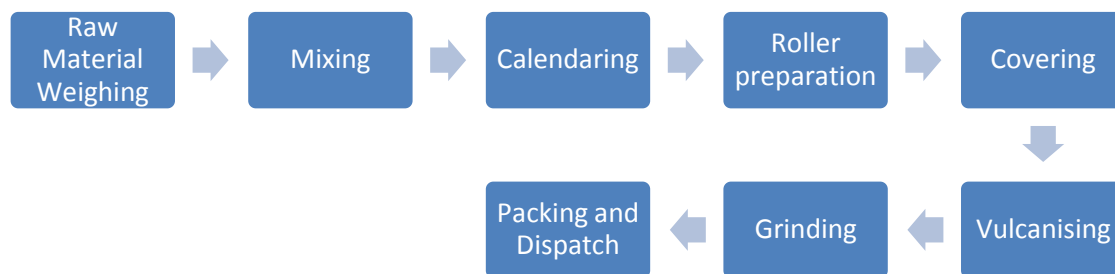 Raw
Material
Weighing
Mixing
Calendaring
Roller
preparation
Covering
Vulcanising
Grinding
Packing and
Dispatch